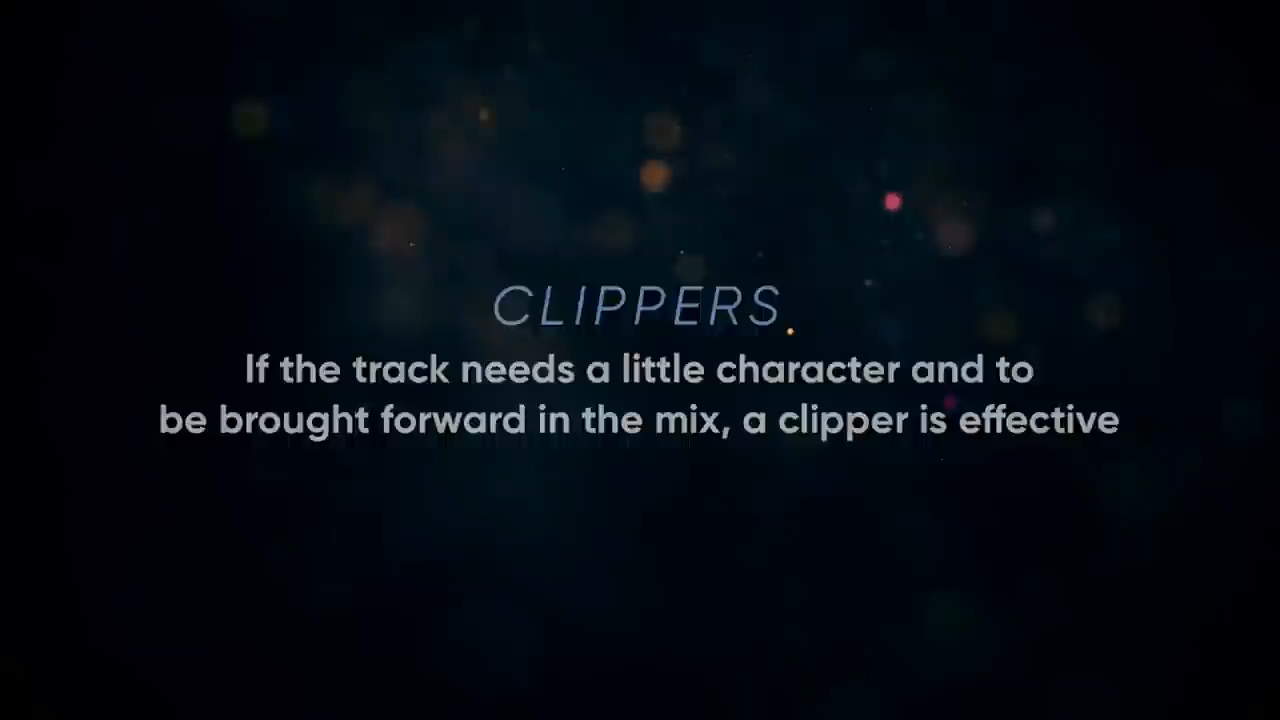 CLIPPERS
If the track needs a little character and to
be brought forward in the mix, a clipper is effective